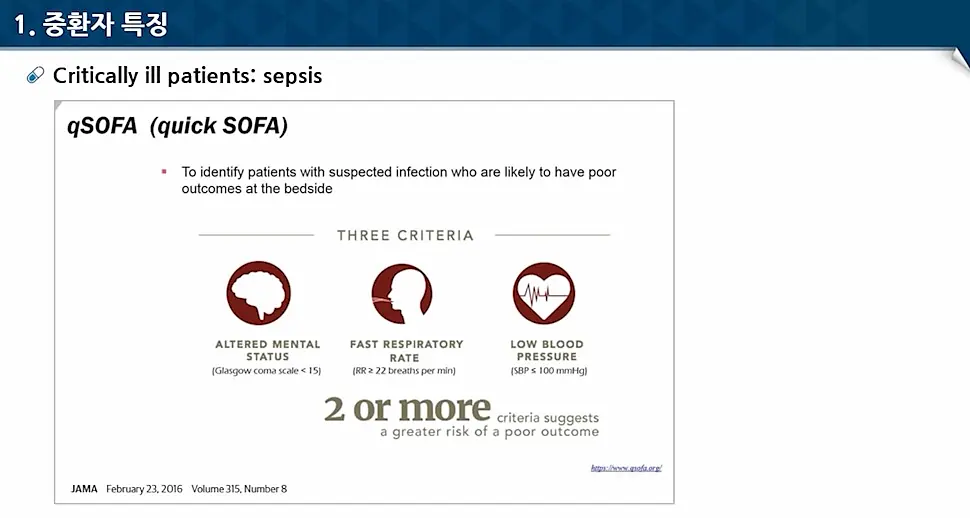 1. 중환자 특징
Critically ill patients: sepsis
qSOFA (quick SOFA)
▪ To identify patients with suspected infection who are likely to have poor
outcomes at the bedside
THREE CRITERIA
ALTERED MENTAL
STATUS
(Glasgow coma scale < 15)
FAST RESPIRATORY
RATE
(RR ≥ 22 breaths per min)
LOW BLOOD
PRESSURE
(SBP ≤ 100 mmHg)
2 or more criteria suggests
a greater risk of a poor outcome
https://www.qsofa.org/
JAMA February 23, 2016 Volume 315, Number 8